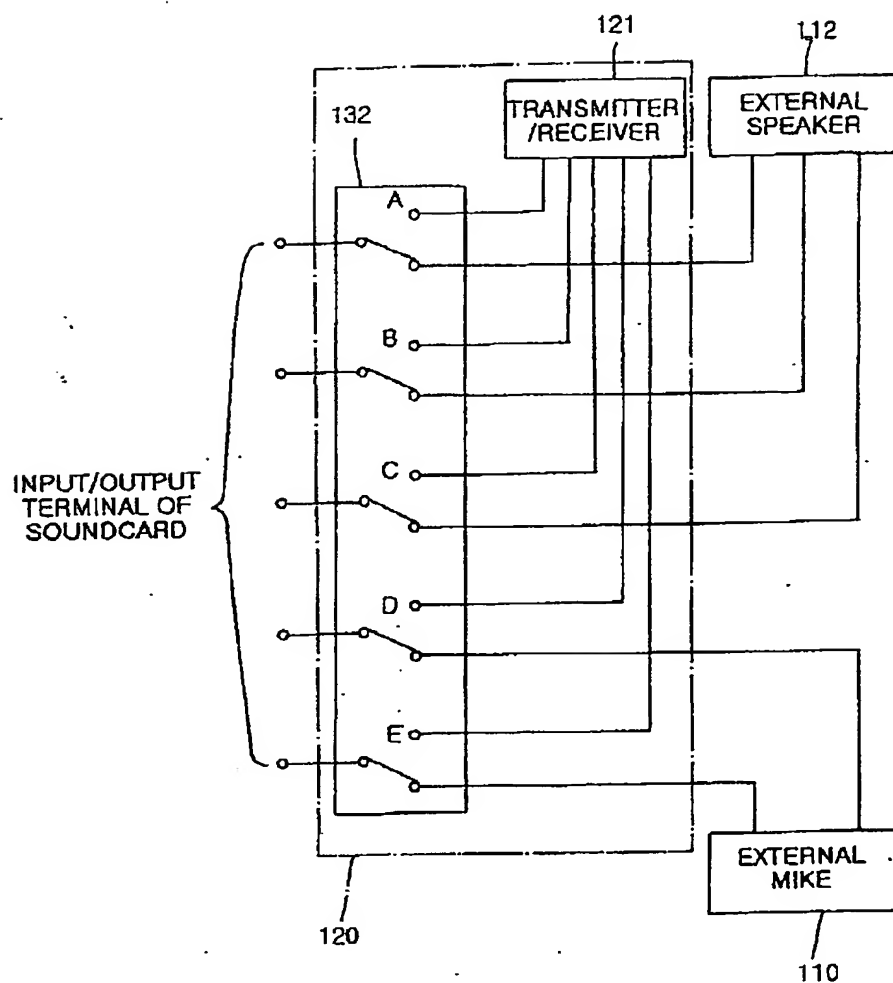 121
112
TRANSMITTER
/RECEIVER
EXTERNAL
SPEAKER
132
A
B
C
INPUT/OUTPUT
TERMINAL OF
SOUNDCARD
D
E
EXTERNAL
MIKE
120
110